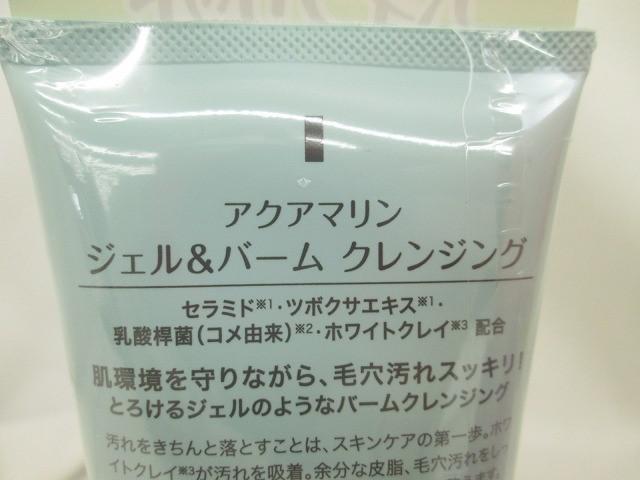 アクアマリン
ジェル&バーム クレンジング
セラミド※1・ツボクサエキス※1・
乳酸桿菌(コメ由来)※2・ホワイトクレイ※3 配合
肌環境を守りながら、毛穴汚れスッキリ!
とろけるジェルのようなバームクレンジング
汚れをきちんと落とすことは、スキンケアの第一歩。ホワ
イトクレイ※3が汚れを吸着。余分な皮脂、毛穴汚れをしっ